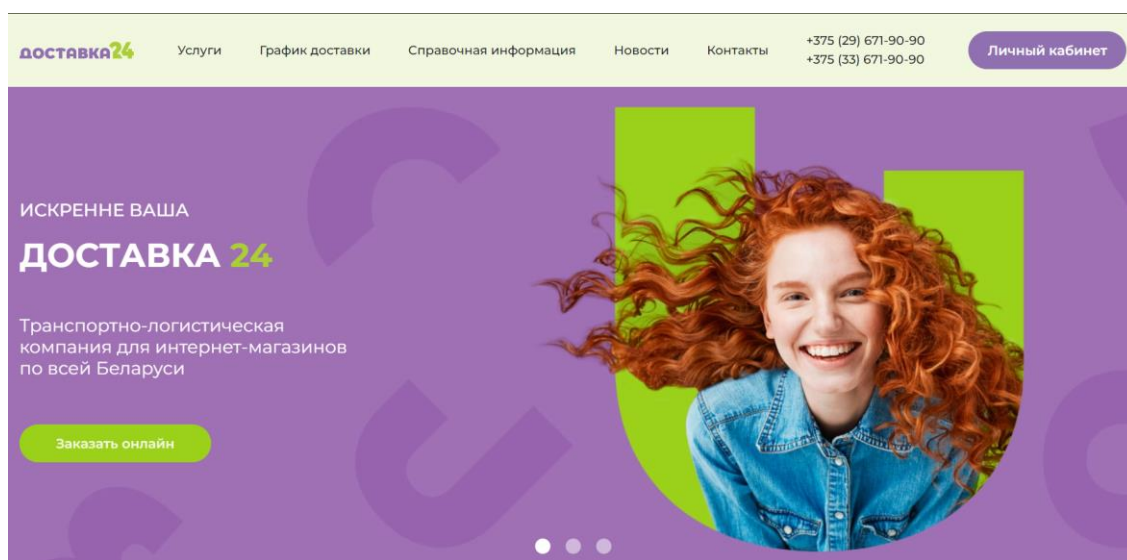 доставка24
Услуги
График доставки
Справочная информация
Новости
Контакты
+375 (29) 671-90-90
+375 (33) 671-90-90
Личный кабинет
ИСКРЕННЕ ВАША
ДОСТАВКА 24
Транспортно-логистическая
компания для интернет-магазинов
по всей Беларуси
Заказать онлайн